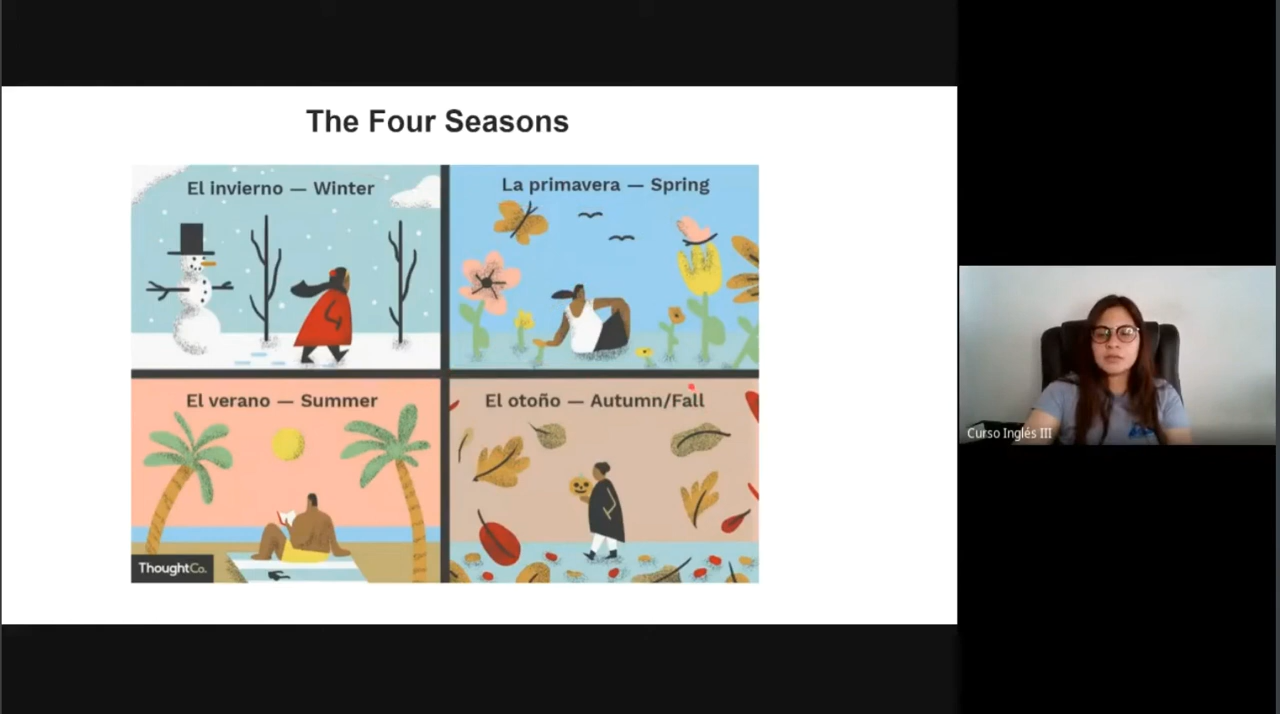 The Four Seasons
El invierno — Winter
La primavera — Spring
El verano — Summer
El otoño — Autumn/Fall
ThoughtCo.
Curso Inglés III